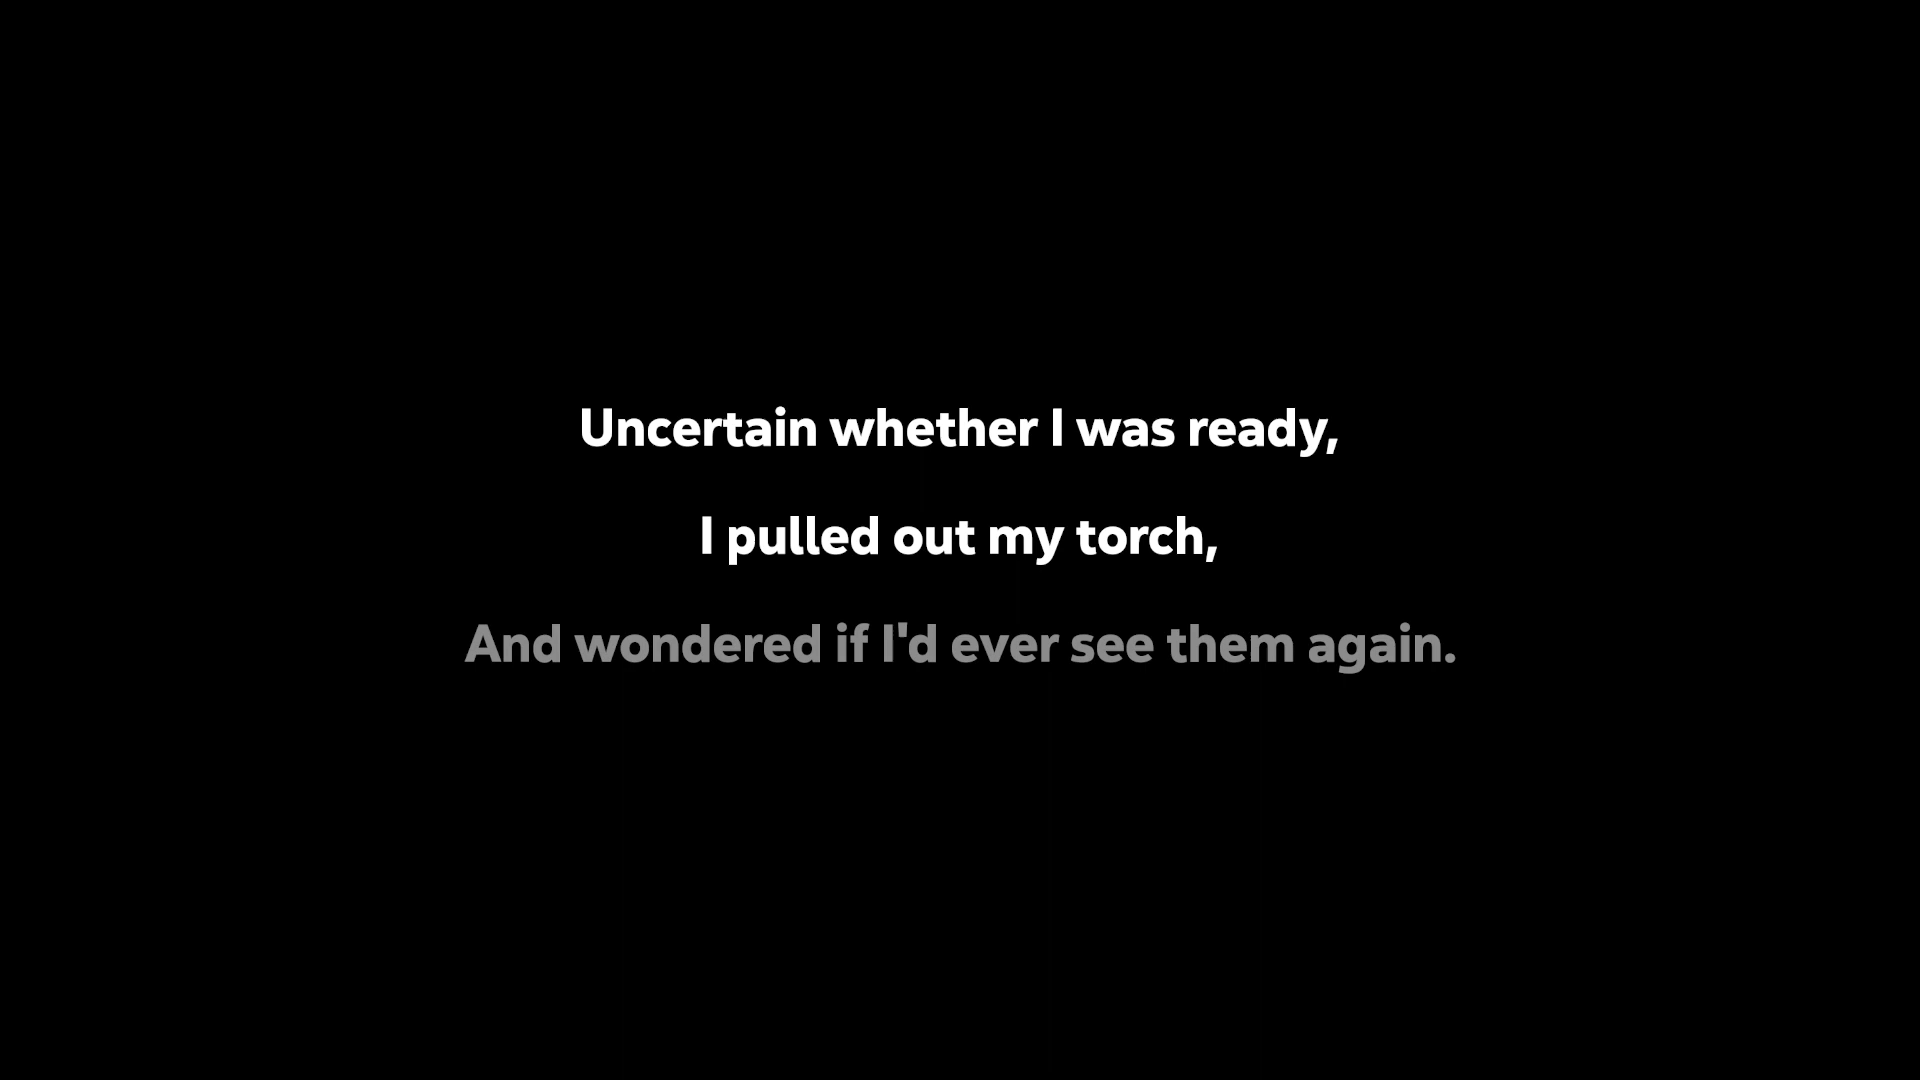 Uncertain whether I was ready,
I pulled out my torch,
And wondered if I'd ever see them again.